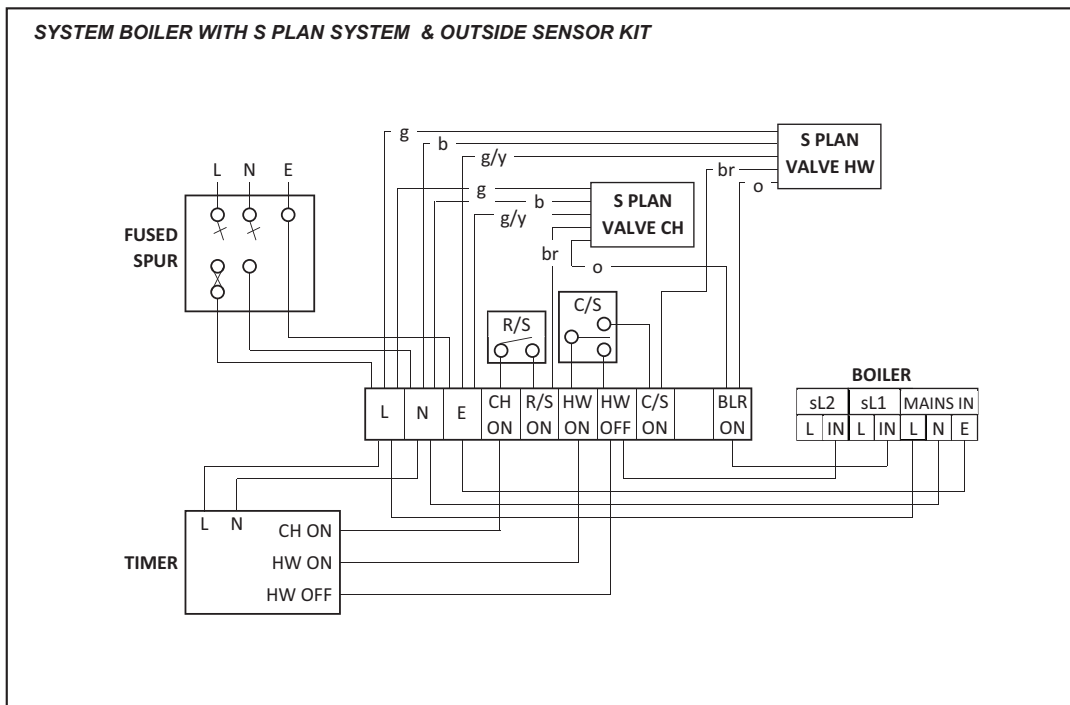 SYSTEM BOILER WITH S PLAN SYSTEM & OUTSIDE SENSOR KIT
g
b
g/y
br
o
S PLAN
VALVE HW
L N E
FUSED
SPUR
g
b
g/y
br
o
S PLAN
VALVE CH
R/S
C/S
L N E CH ON R/S ON HW ON HW OFF C/S ON BLR ON
BOILER
sL2 sL1 MAINS IN
L IN L IN L N E
TIMER
L N
CH ON
HW ON
HW OFF